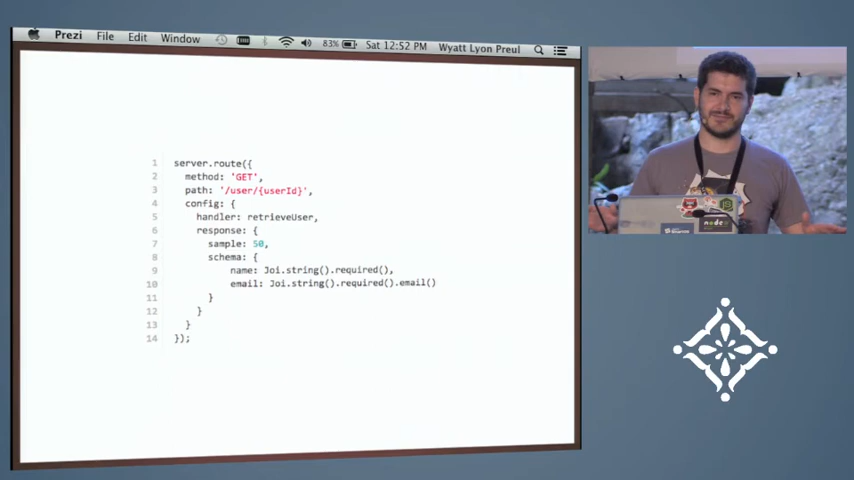 Prezi File Edit Window 83% Sat 12:52 PM Wyatt Lyon Preul
1 server.route({
2 method: 'GET',
3 path: '/user/{userId}',
4 config: {
5 handler: retrieveUser,
6 response: {
7 sample: 50,
8 schema: {
9 name: Joi.string().required(),
10 email: Joi.string().required().email()
11 }
12 }
13 }
14 });
node